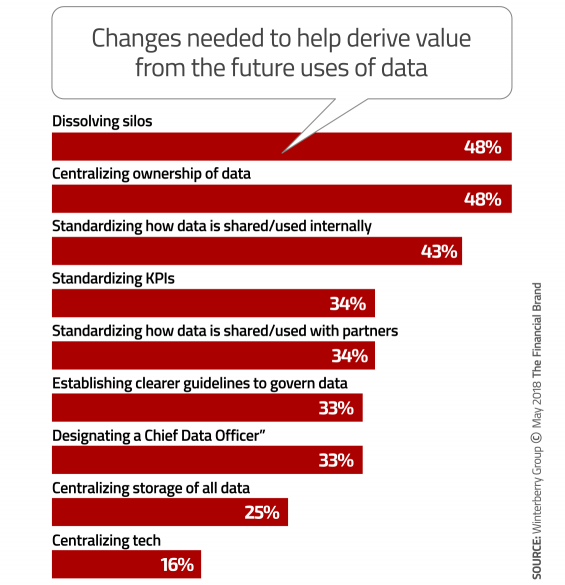 Changes needed to help derive value
from the future uses of data
Dissolving silos
48%
Centralizing ownership of data
48%
Standardizing how data is shared/used internally
43%
Standardizing KPIs
34%
Standardizing how data is shared/used with partners
34%
Establishing clearer guidelines to govern data
33%
Designating a Chief Data Officer”
33%
Centralizing storage of all data
25%
Centralizing tech
16%
SOURCE: Winterberry Group © May 2018 The Financial Brand